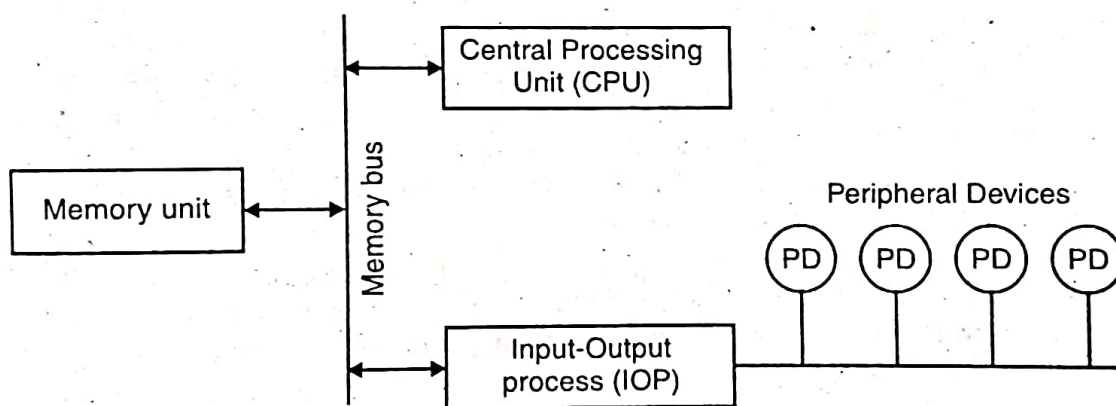 Central Processing
Unit (CPU)
Memory unit
Memory bus
Peripheral Devices
PD PD PD PD
Input-Output
process (IOP)